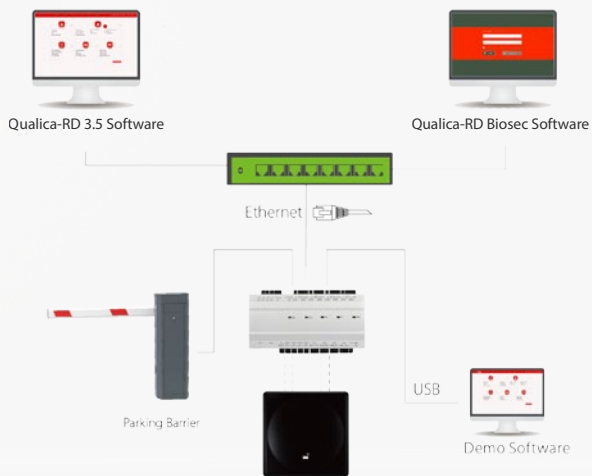 Qualica-RD 3.5 Software
Qualica-RD Biosec Software
Ethernet
Parking Barrier
USB
Demo Software